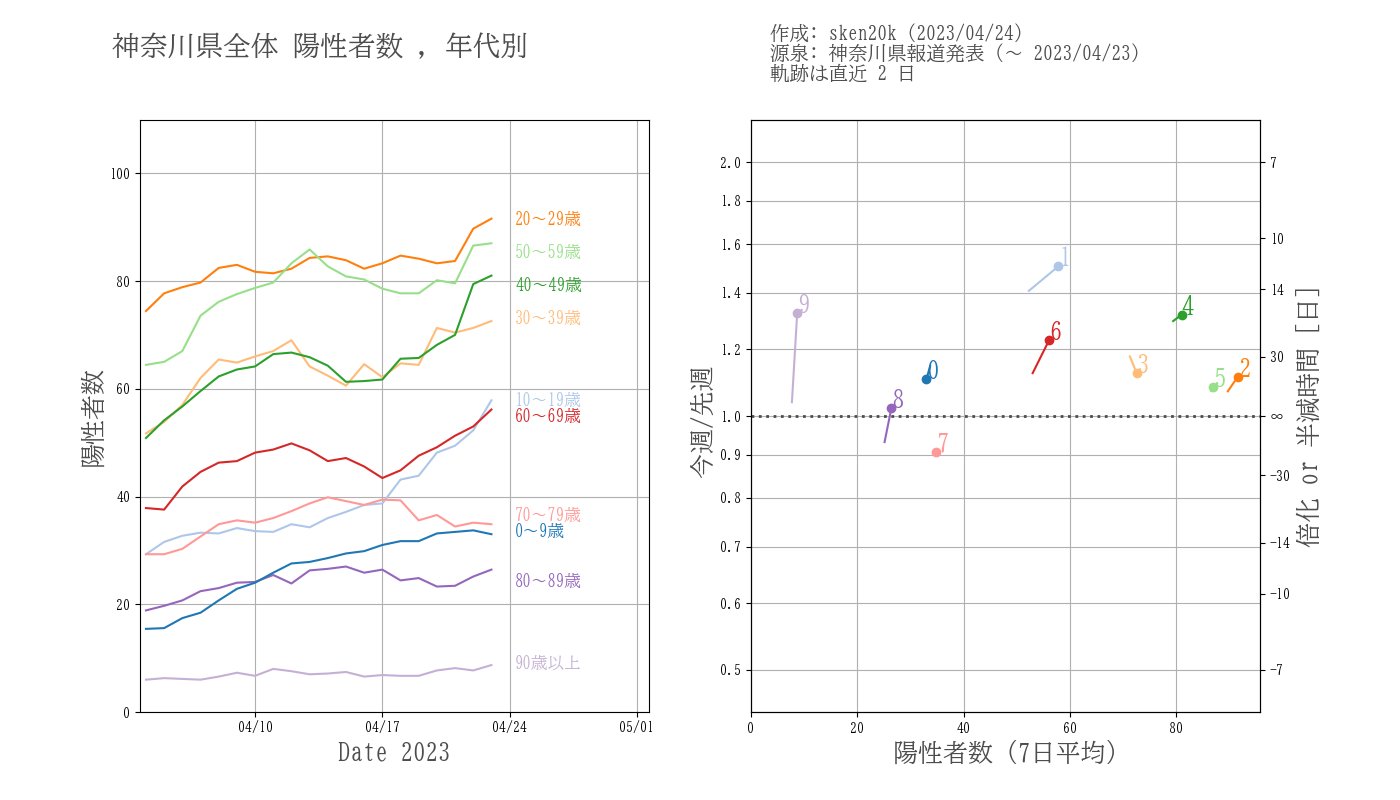 神奈川県全体 陽性者数 , 年代別
作成: sken20k (2023/04/24)
源泉: 神奈川県報道発表 (～ 2023/04/23)
軌跡は直近 2 日
陽性者数
100
80
60
40
20
0
04/10
04/17
04/24
05/01
Date 2023
20～29歳
50～59歳
40～49歳
30～39歳
10～19歳
60～69歳
70～79歳
0～9歳
80～89歳
90歳以上
今週/先週
2.0
1.8
1.6
1.4
1.2
1.0
0.9
0.8
0.7
0.6
0.5
0
20
40
60
80
陽性者数 (7日平均)
9
1
4
6
0
3
2
5
8
7
7
10
14
30
∞
-30
-14
-10
-7
倍化 or 半減時間 [日]